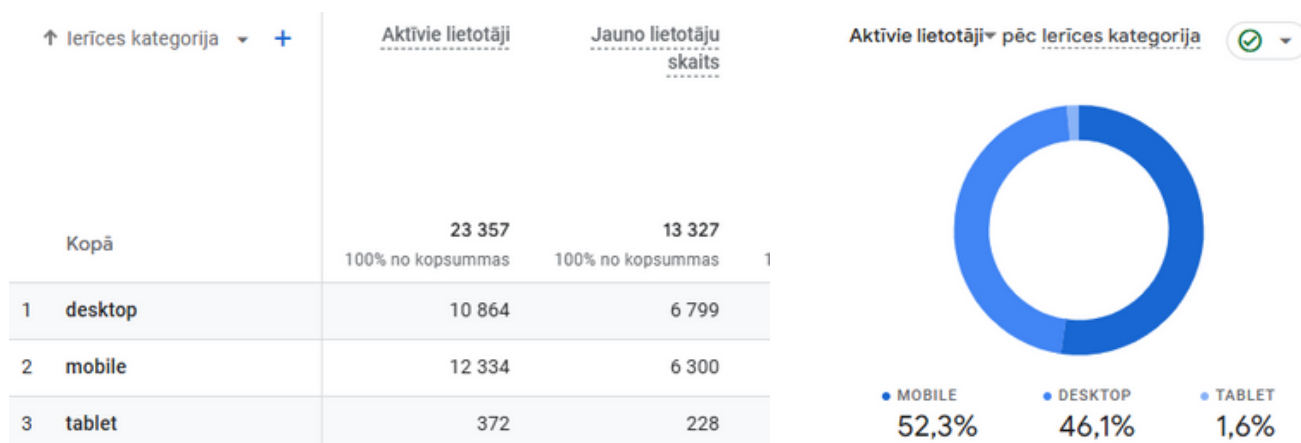 ↑ Ierīces kategorija +
Aktīvie lietotāji
Jauno lietotāju
skaits
Kopā
23 357
100% no kopsummas
13 327
100% no kopsummas
1
1 desktop 10 864 6 799
2 mobile 12 334 6 300
3 tablet 372 228
Aktīvie lietotāji pēc Ierīces kategorija
MOBILE
52,3%
DESKTOP
46,1%
TABLET
1,6%